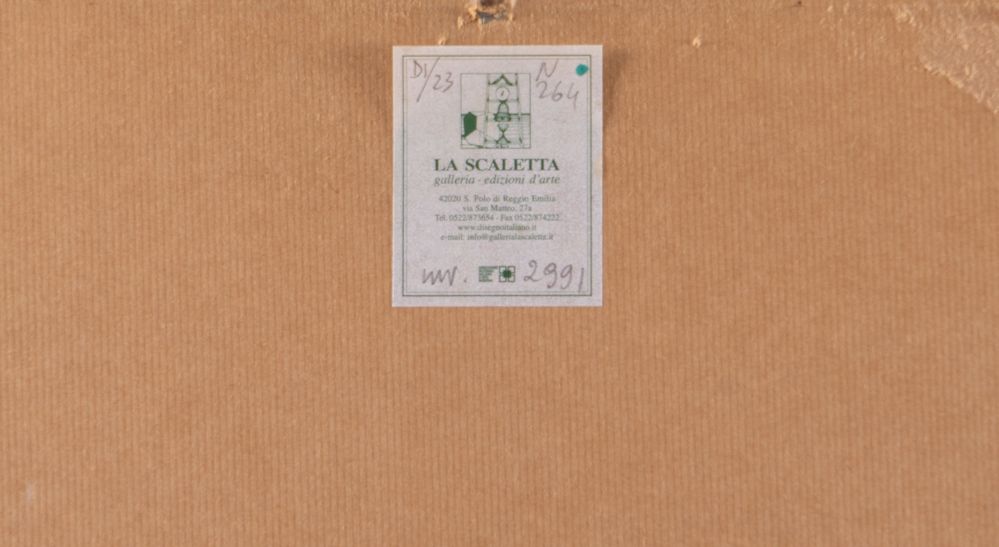 DI/23
N 264
LA SCALETTA
galleria - edizioni d'arte
42020 S. Polo di Reggio Emilia
via San Matteo, 27a
Tel. 0522/873654 - Fax 0522/874222
www.disegnoitaliano.it
e-mail: info@gallerialascaletta.it
inv. 2991